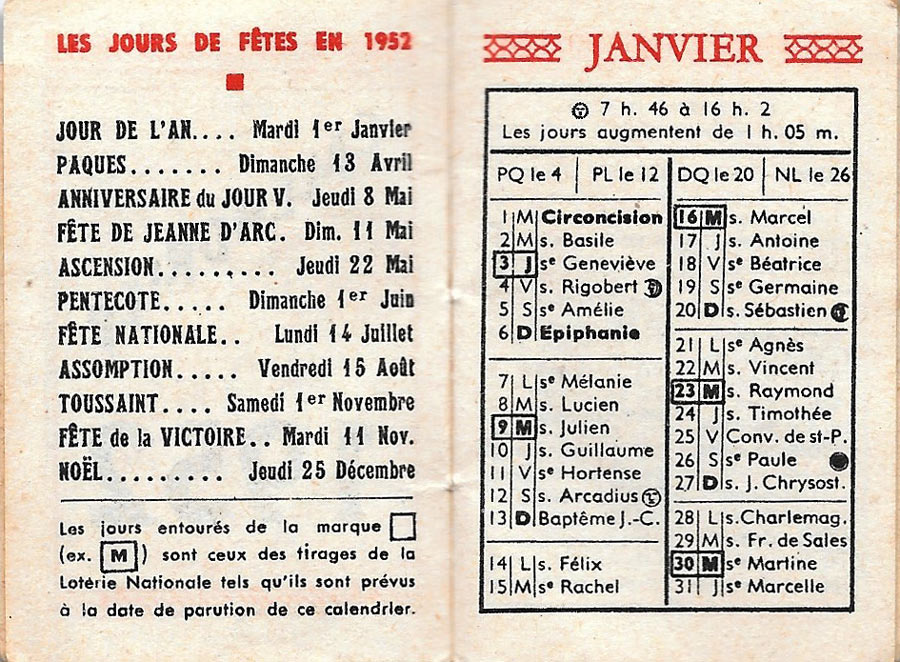 LES JOURS DE FÊTES EN 1952
JOUR DE L'AN.... Mardi 1er Janvier
PAQUES....... Dimanche 13 Avril
ANNIVERSAIRE du JOUR V. Jeudi 8 Mai
FÊTE DE JEANNE D'ARC. Dim. 11 Mai
ASCENSION.......... Jeudi 22 Mai
PENTECOTE..... Dimanche 1er Juin
FÊTE NATIONALE.. Lundi 14 Juillet
ASSOMPTION..... Vendredi 15 Août
TOUSSAINT.... Samedi 1er Novembre
FÊTE de la VICTOIRE.. Mardi 11 Nov.
NOËL......... Jeudi 25 Décembre
Les jours entourés de la marque
(ex. M) sont ceux des tirages de la
Loterie Nationale tels qu'ils sont prévus
à la date de parution de ce calendrier.
JANVIER
7 h. 46 à 16 h. 2
Les jours augmentent de 1 h. 05 m.
PQ le 4 PL le 12 DQ le 20 NL le 26
1 M Circoncision
2 M s. Basile
3 J se Geneviève
4 V s. Rigobert
5 S se Amélie
6 D Epiphanie
7 L se Mélanie
8 M s. Lucien
9 M s. Julien
10 J s. Guillaume
11 V se Hortense
12 S s. Arcadius
13 D Baptême J.-C.
14 L s. Félix
15 M se Rachel
16 M s. Marcel
17 J s. Antoine
18 V se Béatrice
19 S se Germaine
20 D s. Sébastien
21 L se Agnès
22 M s. Vincent
23 M s. Raymond
24 J s. Timothée
25 V Conv. de st-P.
26 S se Paule
27 D s. J. Chrysost.
28 L s. Charlemag.
29 M s. Fr. de Sales
30 M se Martine
31 J se Marcelle